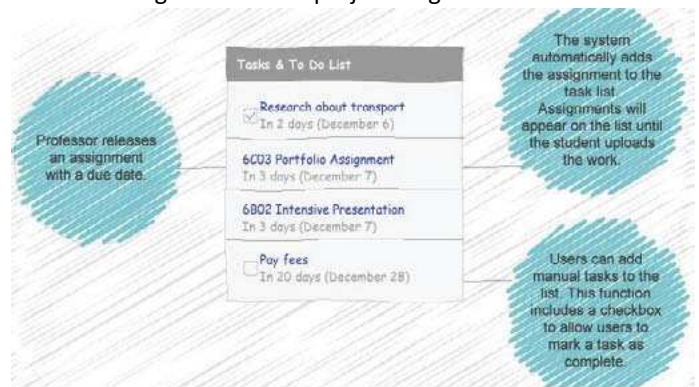 Professor releases
an assignment
with a due date.
Tasks & To Do List
Research about transport
In 2 days (December 6)
6C03 Portfolio Assignment
In 3 days (December 7)
6B02 Intensive Presentation
In 3 days (December 7)
Pay fees
In 20 days (December 28)
The system
automatically adds
the assignment to the
task list.
Assignments will
appear on the list until
the student uploads
the work.
Users can add
manual tasks to the
list. This function
includes a checkbox
to allow users to
mark a task as
complete.